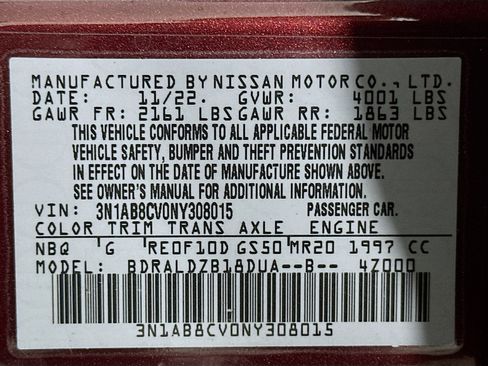 MANUFACTURED BY NISSAN MOTOR CO., LTD.
DATE: 11/22. GVWR: 4001 LBS
GAWR FR: 2161 LBS GAWR RR: 1863 LBS
THIS VEHICLE CONFORMS TO ALL APPLICABLE FEDERAL MOTOR
VEHICLE SAFETY, BUMPER AND THEFT PREVENTION STANDARDS
IN EFFECT ON THE DATE OF MANUFACTURE SHOWN ABOVE.
SEE OWNER'S MANUAL FOR ADDITIONAL INFORMATION.
VIN: 3N1AB8CV0NY308015 PASSENGER CAR.
COLOR TRIM TRANS AXLE ENGINE
NBQ 'G 'RE0F10D GS50 MR20 1997 CC
MODEL: BDRALDZB18DUA--B-- 47000
3N1AB8CV0NY308015